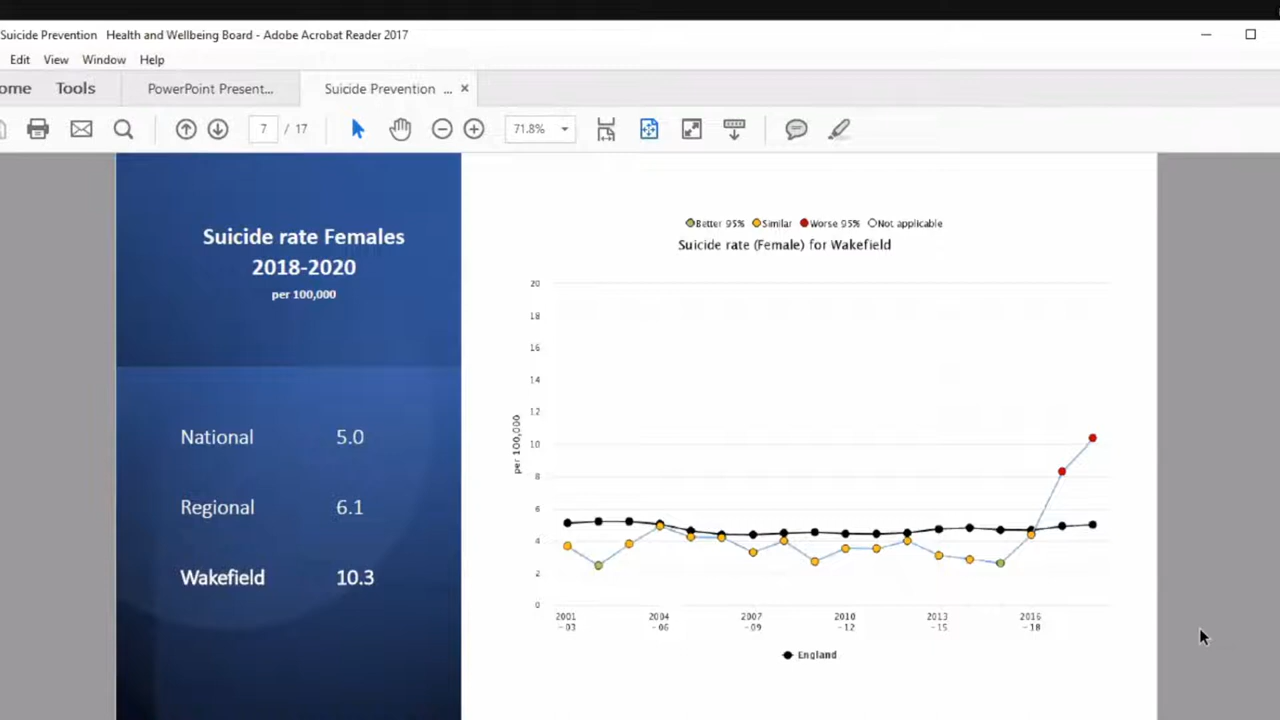 Suicide Prevention   Health and Wellbeing Board - Adobe Acrobat Reader 2017
Edit View Window Help
ome Tools PowerPoint Present... Suicide Prevention ... ×
7 / 17 71.8%
Suicide rate Females
2018-2020
per 100,000
National 5.0
Regional 6.1
Wakefield 10.3
Better 95% Similar Worse 95% Not applicable
Suicide rate (Female) for Wakefield
per 100,000
20
18
16
14
12
10
8
6
4
2
0
2001 2004 2007 2010 2013 2016
-03 -06 -09 -12 -15 -18
England